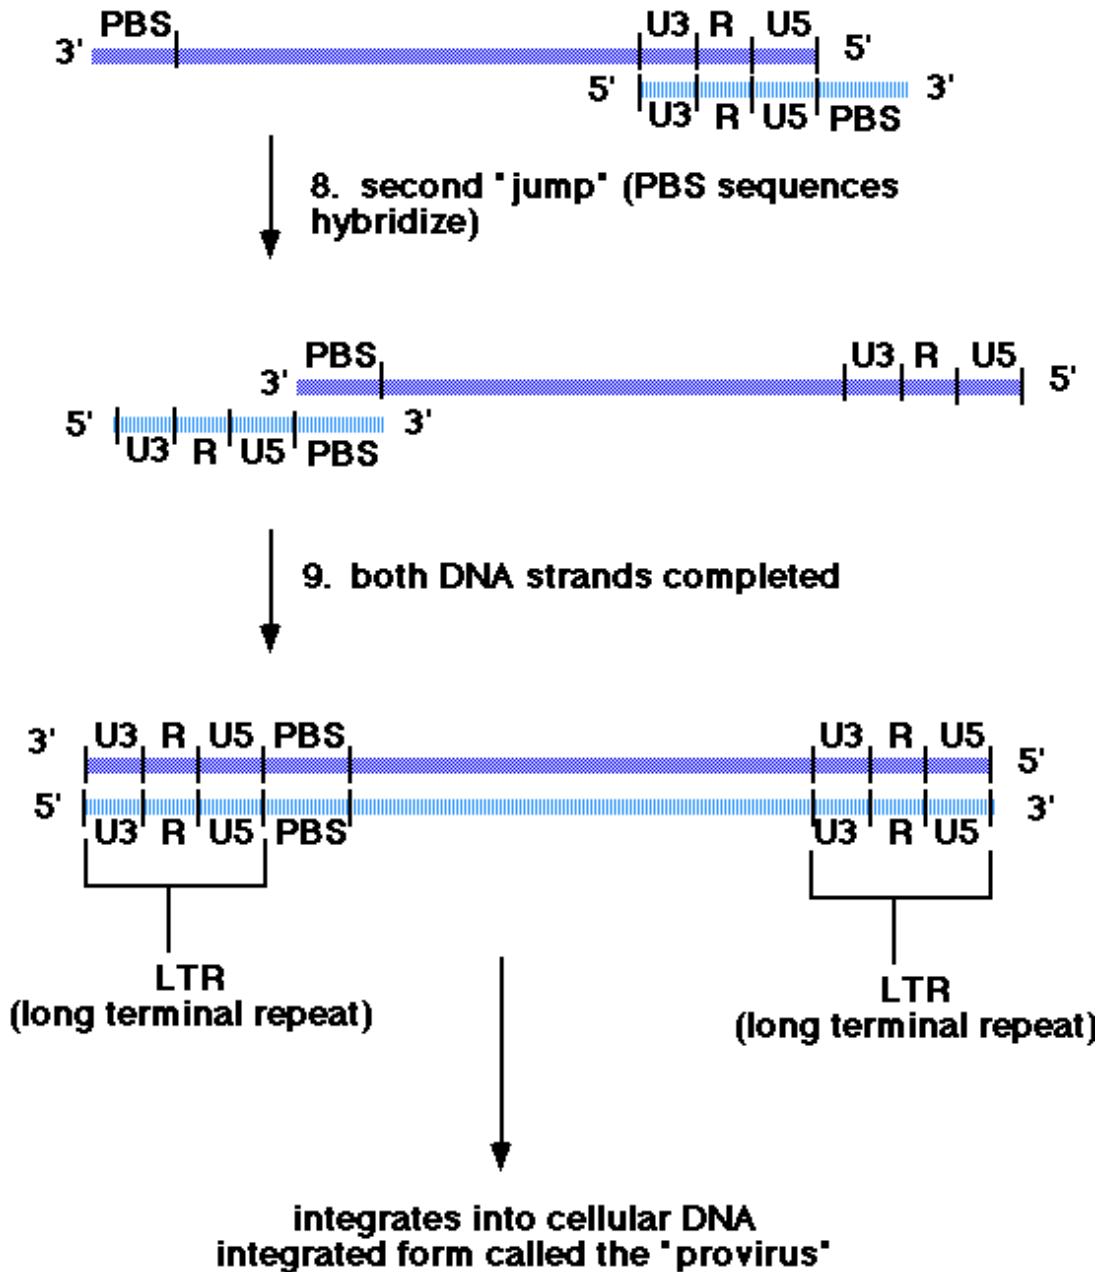 PBS U3 R U5
3' 5'
5' 3'
U3 R U5 PBS
8. second "jump" (PBS sequences
hybridize)
PBS U3 R U5
3' 5'
5' 3'
U3 R U5 PBS
9. both DNA strands completed
3' U3 R U5 PBS U3 R U5 5'
5' 3'
U3 R U5 PBS U3 R U5
LTR
(long terminal repeat)
LTR
(long terminal repeat)
integrates into cellular DNA
integrated form called the "provirus"